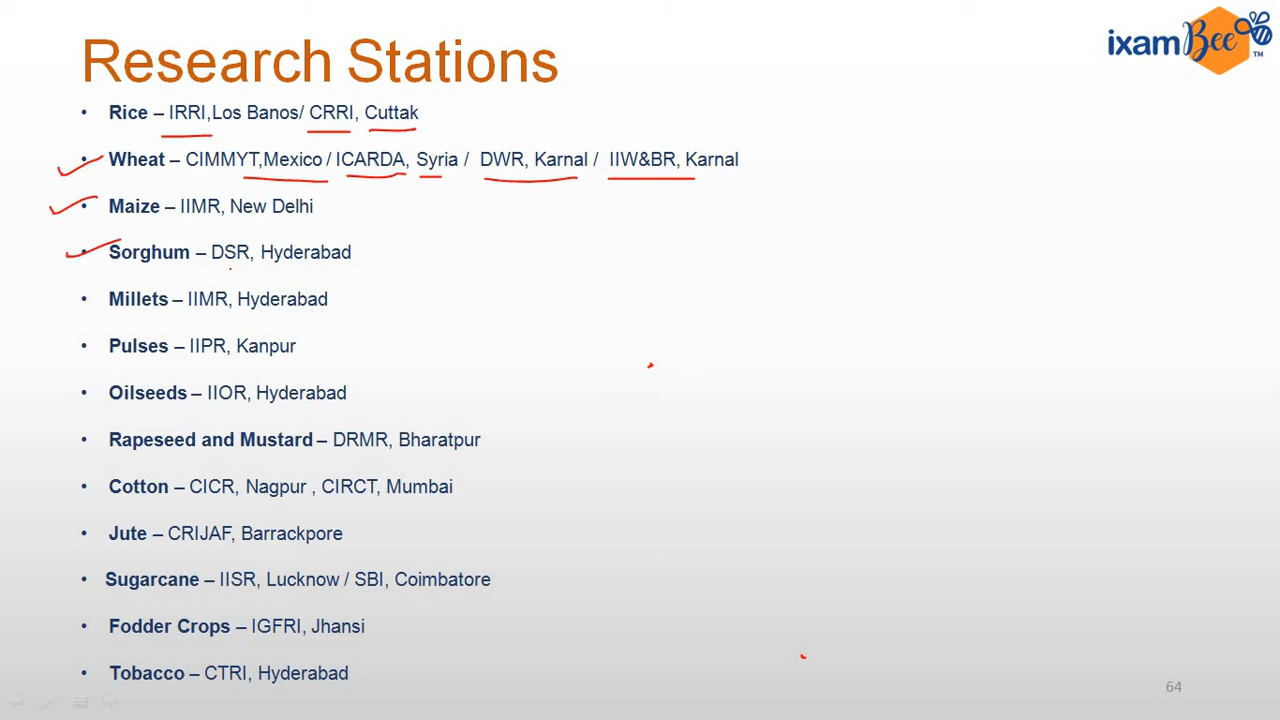 Research Stations
ixamBee
TM
• Rice – IRRI,Los Banos/ CRRI, Cuttak
• Wheat – CIMMYT,Mexico / ICARDA, Syria / DWR, Karnal / IIW&BR, Karnal
• Maize – IIMR, New Delhi
• Sorghum – DSR, Hyderabad
• Millets – IIMR, Hyderabad
• Pulses – IIPR, Kanpur
• Oilseeds – IIOR, Hyderabad
• Rapeseed and Mustard – DRMR, Bharatpur
• Cotton – CICR, Nagpur , CIRCT, Mumbai
• Jute – CRIJAF, Barrackpore
• Sugarcane – IISR, Lucknow / SBI, Coimbatore
• Fodder Crops – IGFRI, Jhansi
• Tobacco – CTRI, Hyderabad
64